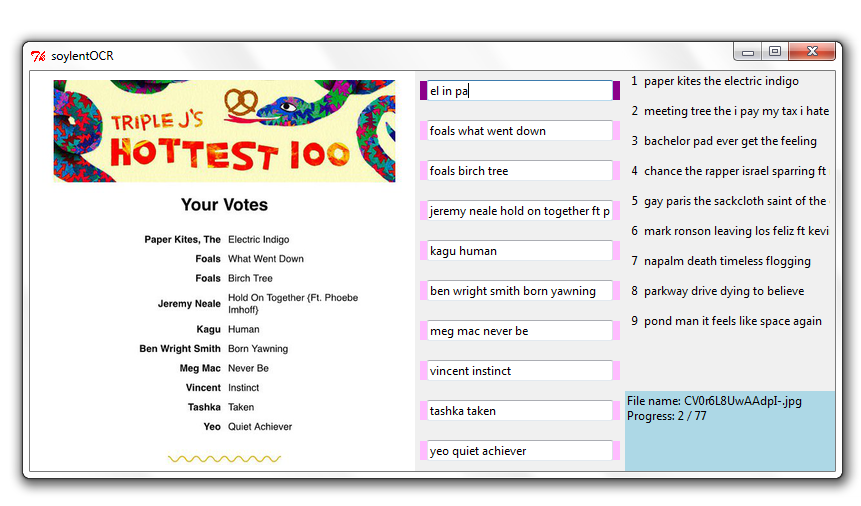 soylentOCR
TRIPLE J'S
HOTTEST 100
Your Votes
Paper Kites, The Electric Indigo
Foals What Went Down
Foals Birch Tree
Jeremy Neale Hold On Together {Ft. Phoebe
Imhoff}
Kagu Human
Ben Wright Smith Born Yawning
Meg Mac Never Be
Vincent Instinct
Tashka Taken
Yeo Quiet Achiever
el in pa
foals what went down
foals birch tree
jeremy neale hold on together ft p
kagu human
ben wright smith born yawning
meg mac never be
vincent instinct
tashka taken
yeo quiet achiever
1 paper kites the electric indigo
2 meeting tree the i pay my tax i hate
3 bachelor pad ever get the feeling
4 chance the rapper israel sparring ft
5 gay paris the sackcloth saint of the
6 mark ronson leaving los feliz ft kevi
7 napalm death timeless flogging
8 parkway drive dying to believe
9 pond man it feels like space again
File name: CV0r6L8UwAAdpI-.jpg
Progress: 2 / 77